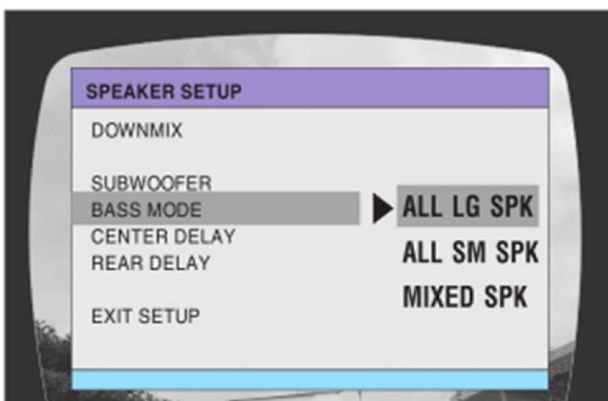 SPEAKER SETUP
DOWNMIX
SUBWOOFER
BASS MODE
CENTER DELAY
REAR DELAY
EXIT SETUP
ALL LG SPK
ALL SM SPK
MIXED SPK